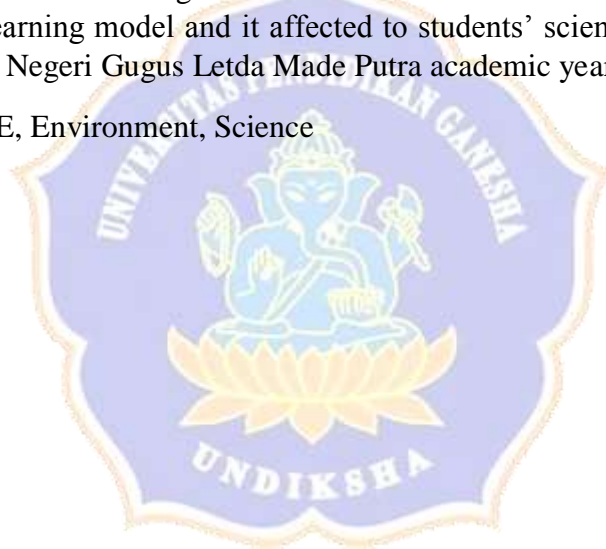 earning model and it affected to students’ scien
Negeri Gugus Letda Made Putra academic year
E, Environment, Science
UNIVERSITAS PENDIDIKAN GANESHA
UNDIKSHA